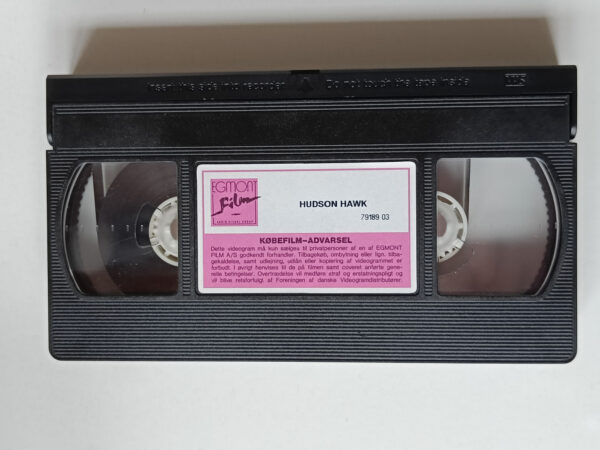 Insert this side into recorder
Do not touch the tape inside
VHS
EGMONT
Film
HUDSON HAWK
79189 03
KØBEFILM-ADVARSEL
Dette videogram må kun sælges til privatpersoner af en af EGMONT
FILM A/S godkendt forhandler. Tilbagekøb, ombytning eller lign. tilba-
gekaldelse, samt udlejning, udlån eller kopiering af videogrammet er
forbudt. I øvrigt henvises til de på filmen samt coveret anførte gene-
relle betingelser. Overtrædelse vil medføre straf og erstatningspligt og
vil blive retsforfulgt af Foreningen af danske Videogramdistributører.